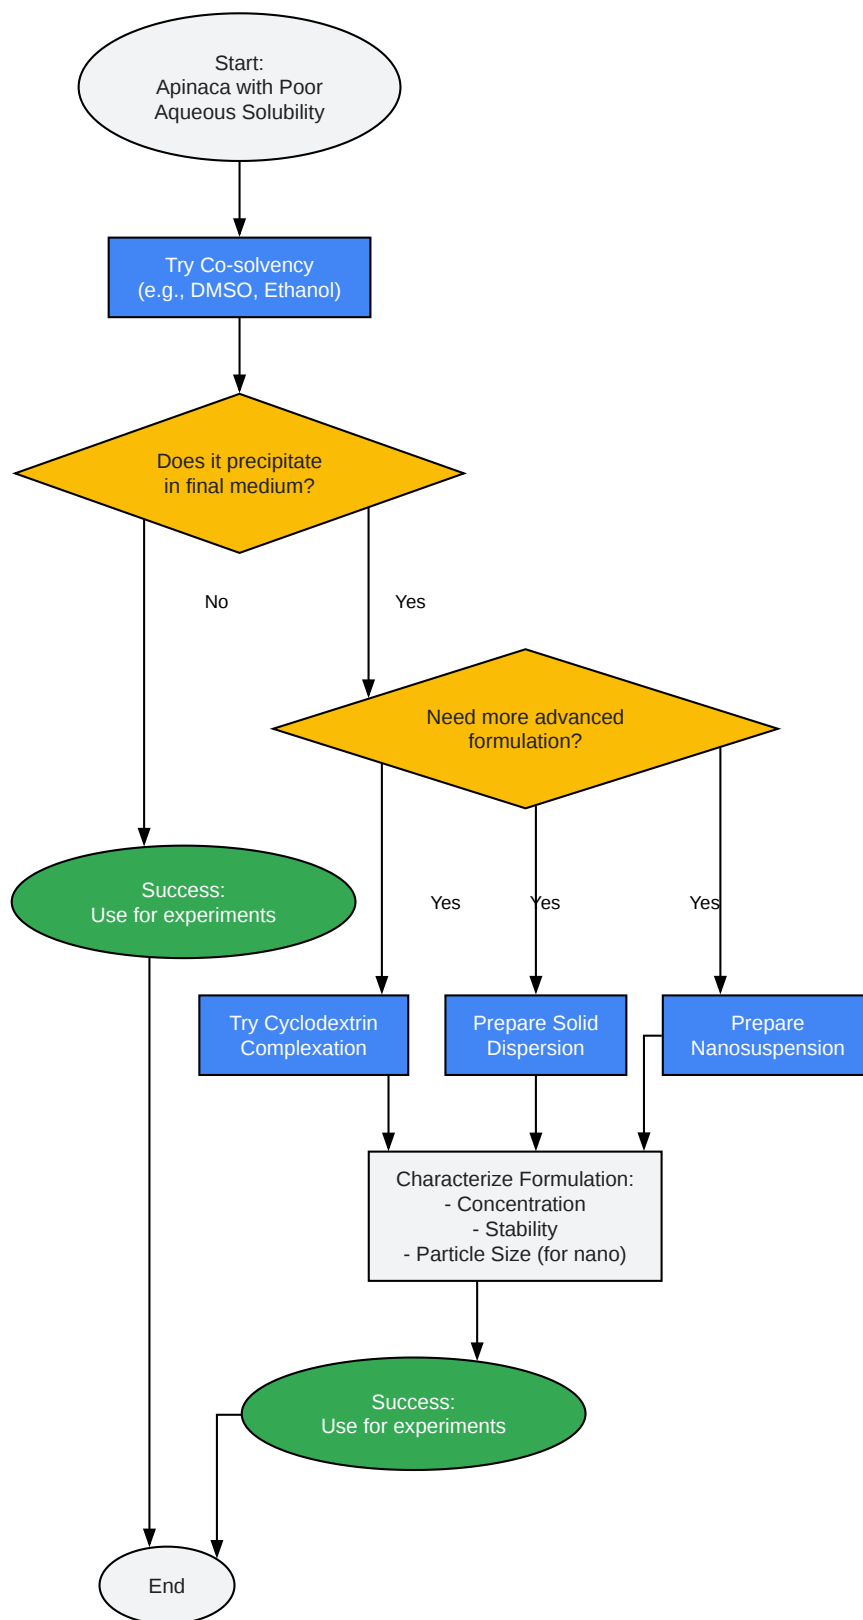 Start:
Apinaca with Poor
Aqueous Solubility
Try Co-solvency
(e.g., DMSO, Ethanol)
Does it precipitate
in final medium?
No
Yes
Need more advanced
formulation?
Success:
Use for experiments
Yes
Yes
Yes
Try Cyclodextrin
Complexation
Prepare Solid
Dispersion
Prepare
Nanosuspension
Characterize Formulation:
- Concentration
- Stability
- Particle Size (for nano)
Success:
Use for experiments
End